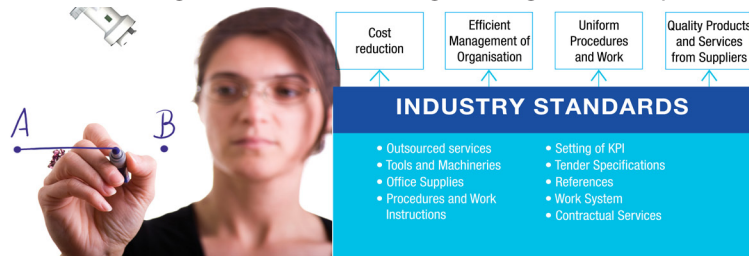 Cost
reduction
Efficient
Management of
Organisation
Uniform
Procedures
and Work
Quality Products
and Services
from Suppliers
A
B
INDUSTRY STANDARDS
• Outsourced services
• Tools and Machineries
• Office Supplies
• Procedures and Work
Instructions
• Setting of KPI
• Tender Specifications
• References
• Work System
• Contractual Services